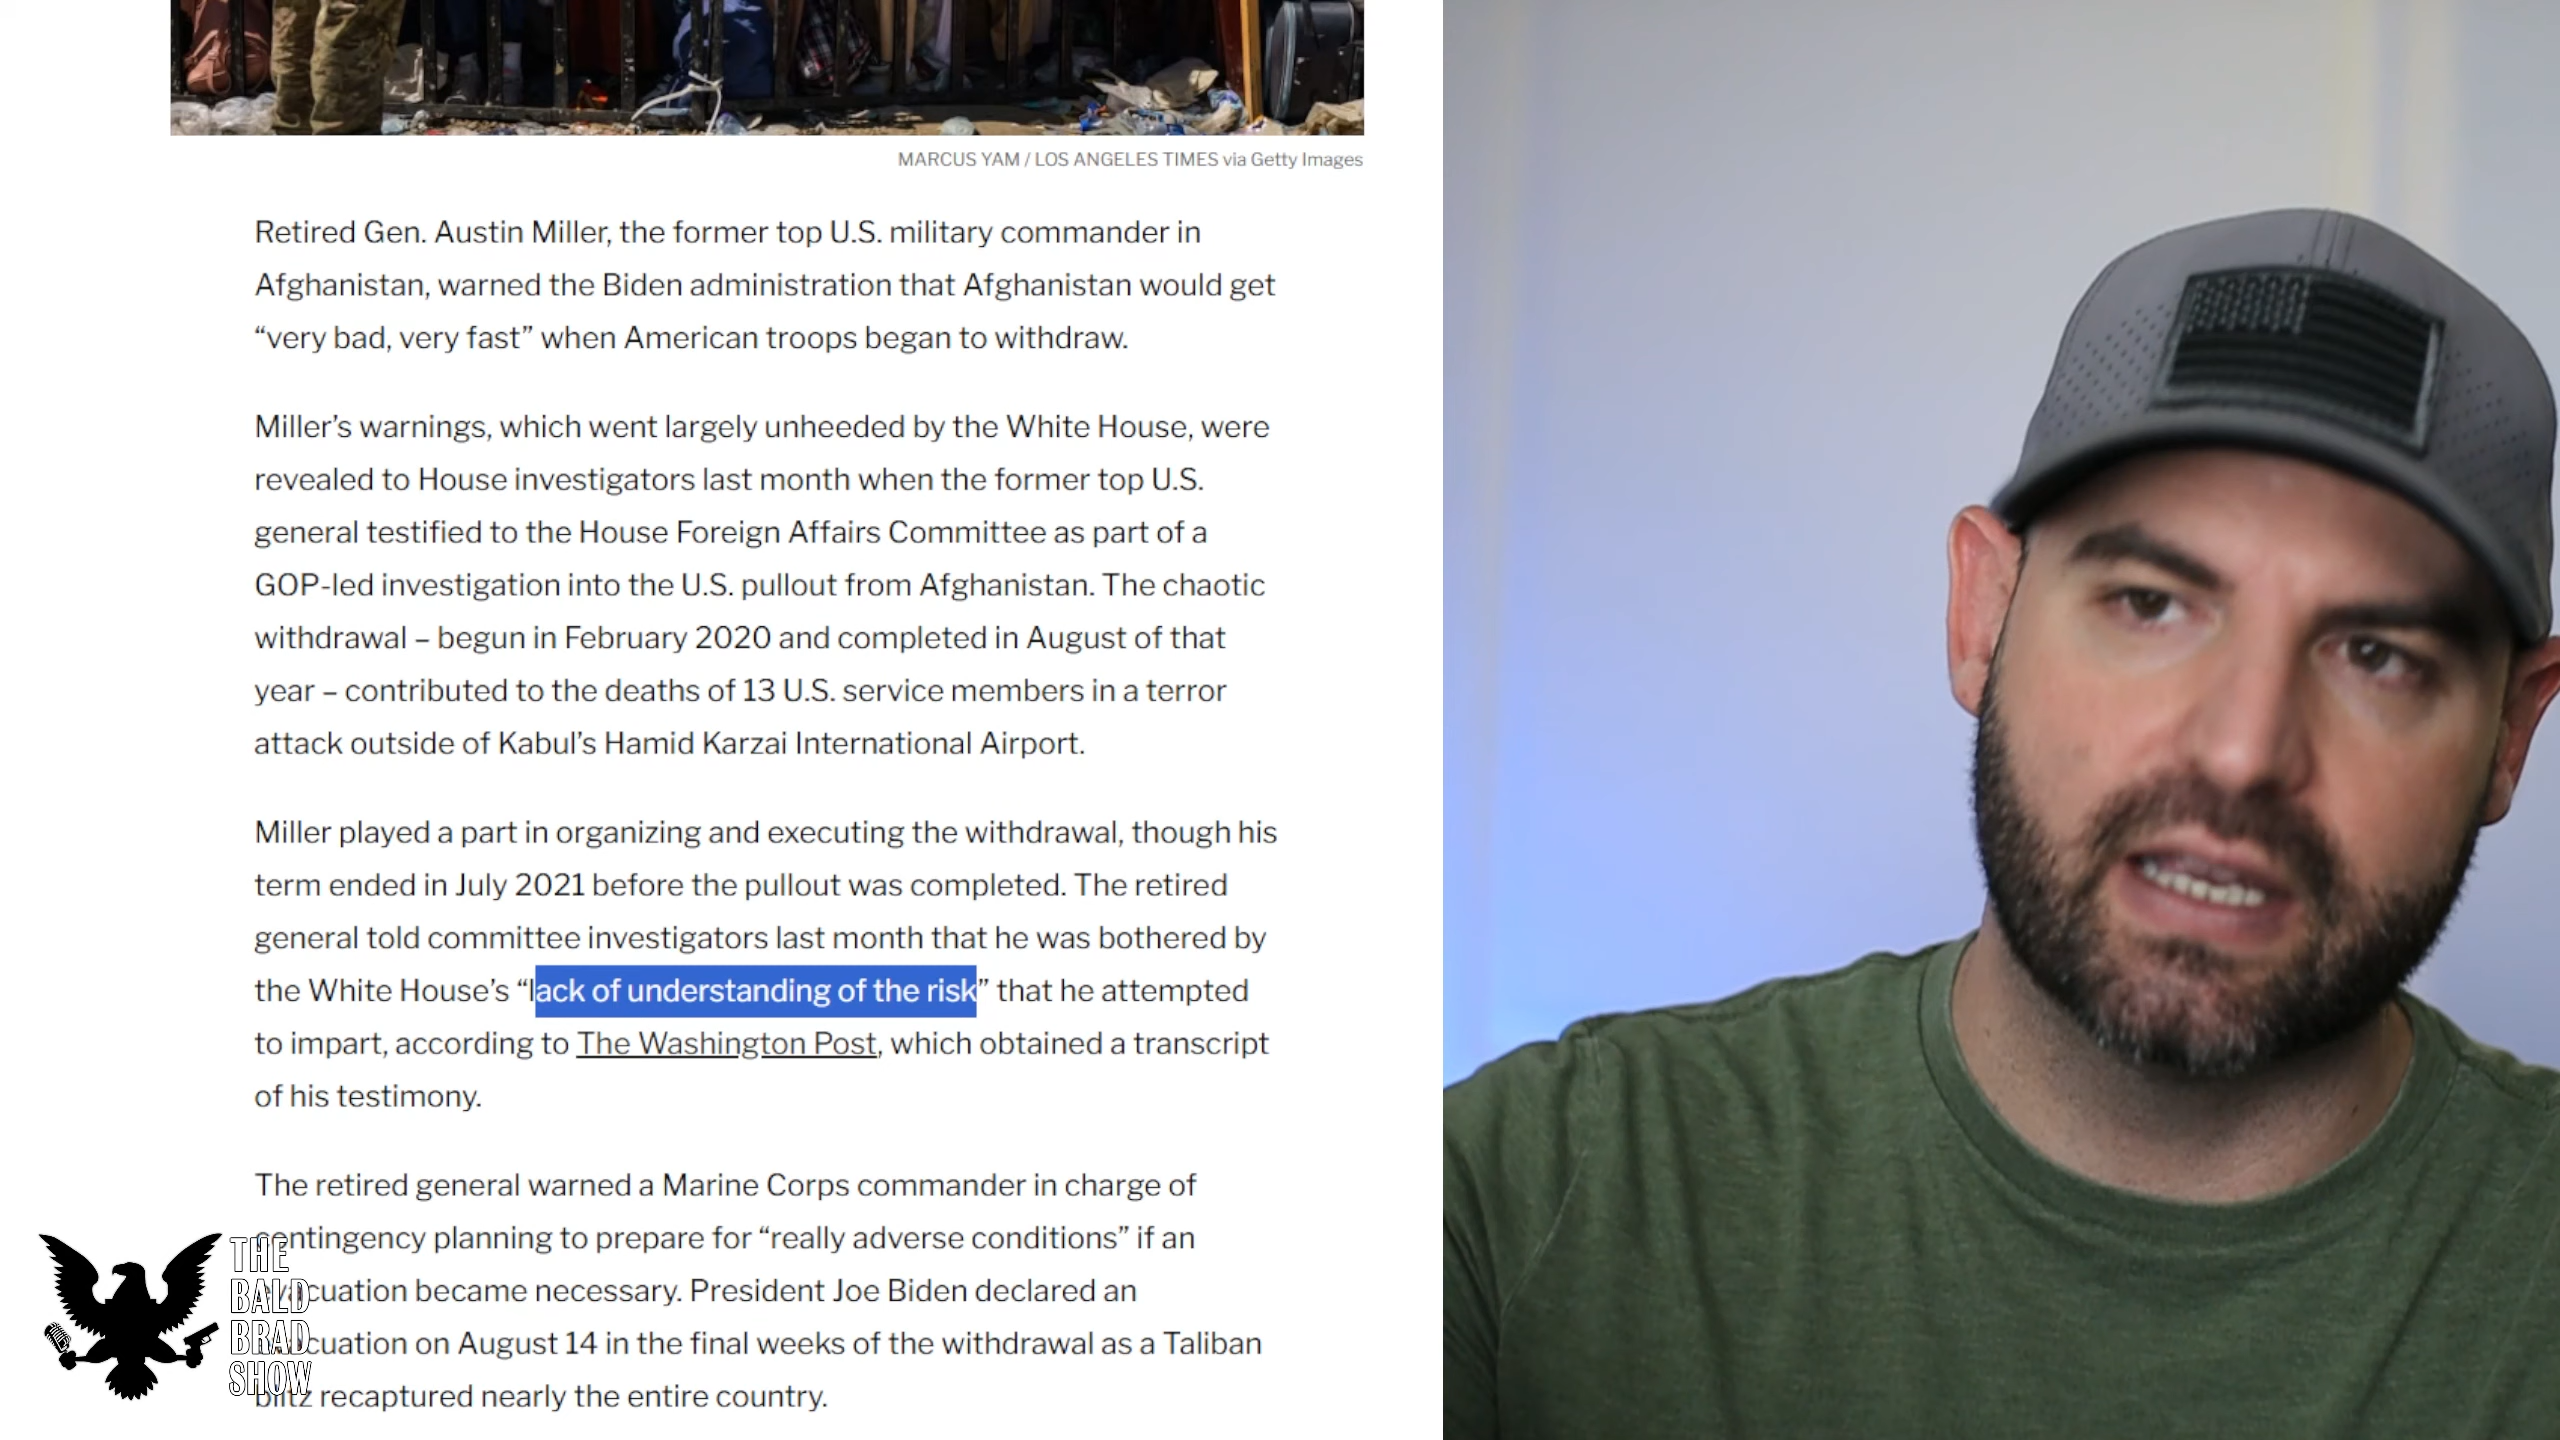 MARCUS YAM / LOS ANGELES TIMES via Getty Images
Retired Gen. Austin Miller, the former top U.S. military commander in
Afghanistan, warned the Biden administration that Afghanistan would get
“very bad, very fast” when American troops began to withdraw.
Miller’s warnings, which went largely unheeded by the White House, were
revealed to House investigators last month when the former top U.S.
general testified to the House Foreign Affairs Committee as part of a
GOP-led investigation into the U.S. pullout from Afghanistan. The chaotic
withdrawal – begun in February 2020 and completed in August of that
year – contributed to the deaths of 13 U.S. service members in a terror
attack outside of Kabul’s Hamid Karzai International Airport.
Miller played a part in organizing and executing the withdrawal, though his
term ended in July 2021 before the pullout was completed. The retired
general told committee investigators last month that he was bothered by
the White House’s “lack of understanding of the risk” that he attempted
to impart, according to The Washington Post, which obtained a transcript
of his testimony.
The retired general warned a Marine Corps commander in charge of
contingency planning to prepare for “really adverse conditions” if an
evacuation became necessary. President Joe Biden declared an
evacuation on August 14 in the final weeks of the withdrawal as a Taliban
blitz recaptured nearly the entire country.
THE
BALD
BRAD
SHOW